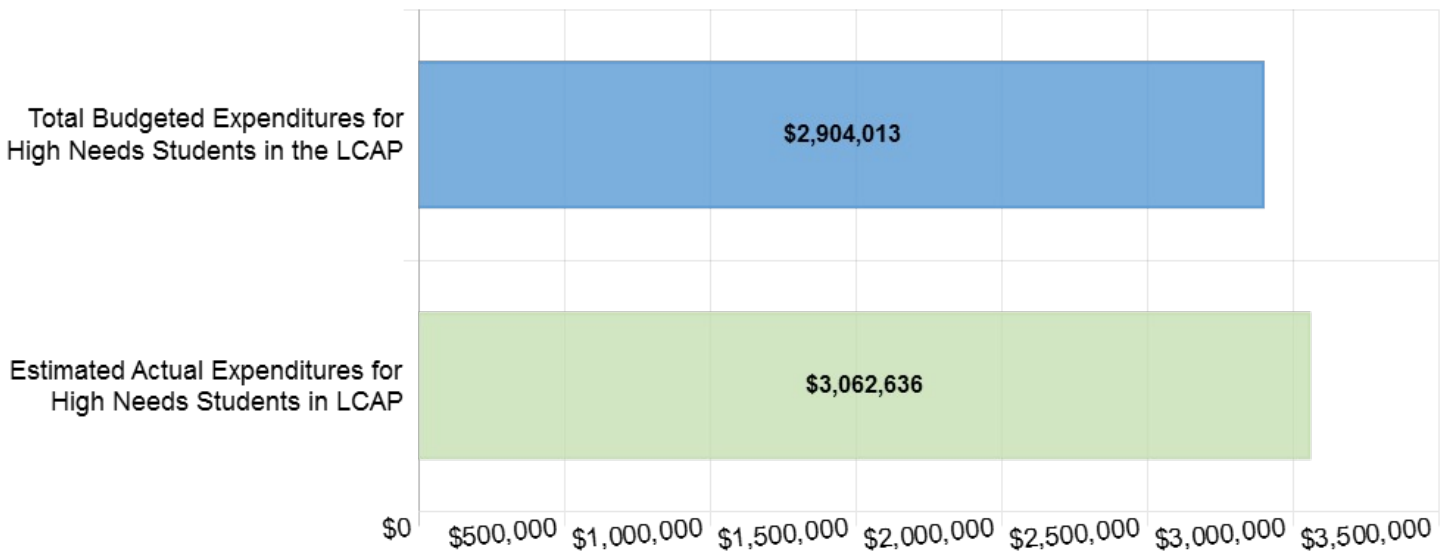 Total Budgeted Expenditures for
High Needs Students in the LCAP
$2,904,013
Estimated Actual Expenditures for
High Needs Students in LCAP
$3,062,636
$0 $500,000 $1,000,000 $1,500,000 $2,000,000 $2,500,000 $3,000,000 $3,500,000